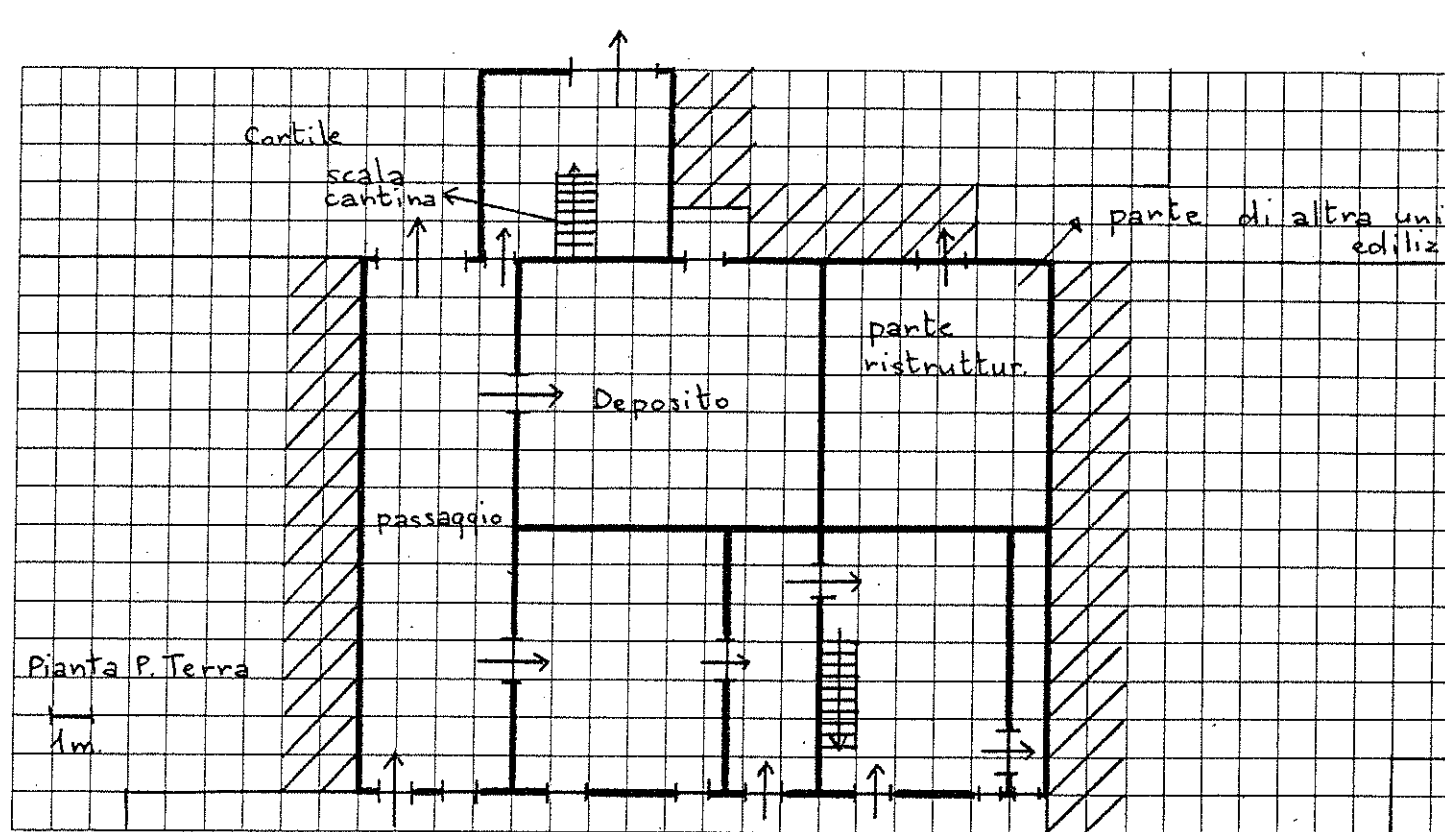 Cortile
scala
cantina
parte di altra uni
ediliz
parte
ristruttur.
Deposito
passaggio
Pianta P. Terra
1m.